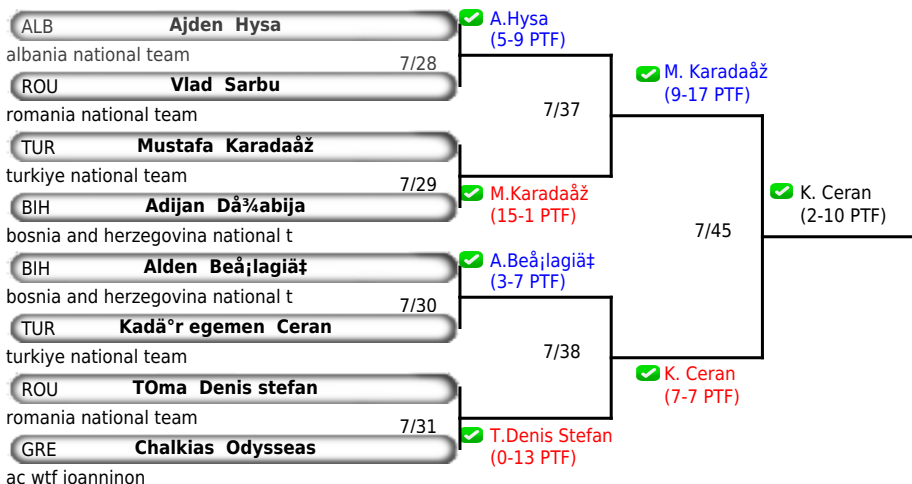 ALB Ajden Hysa
albania national team
7/28
ROU Vlad Sarbu
romania national team
A.Hysa
(5-9 PTF)
7/37
TUR Mustafa Karadaåž
turkiye national team
7/29
BIH Adijan Då¾abija
bosnia and herzegovina national t
M.Karadaåž
(15-1 PTF)
M. Karadaåž
(9-17 PTF)
7/45
K. Ceran
(2-10 PTF)
BIH Alden Beå¡lagiä‡
bosnia and herzegovina national t
7/30
TUR Kadä°r egemen Ceran
turkiye national team
A.Beå¡lagiä‡
(3-7 PTF)
7/38
ROU TOma Denis stefan
romania national team
7/31
GRE Chalkias Odysseas
ac wtf ioanninon
T.Denis Stefan
(0-13 PTF)
K. Ceran
(7-7 PTF)